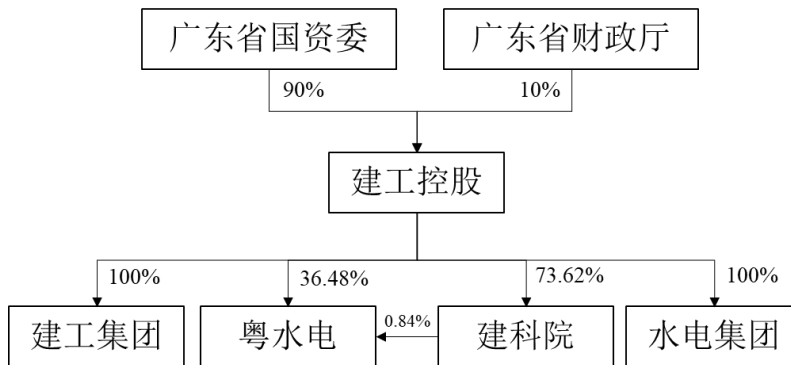 广东省国资委
广东省财政厅
90%
10%
建工控股
100%
36.48%
73.62%
100%
建工集团
粤水电
0.84%
建科院
水电集团